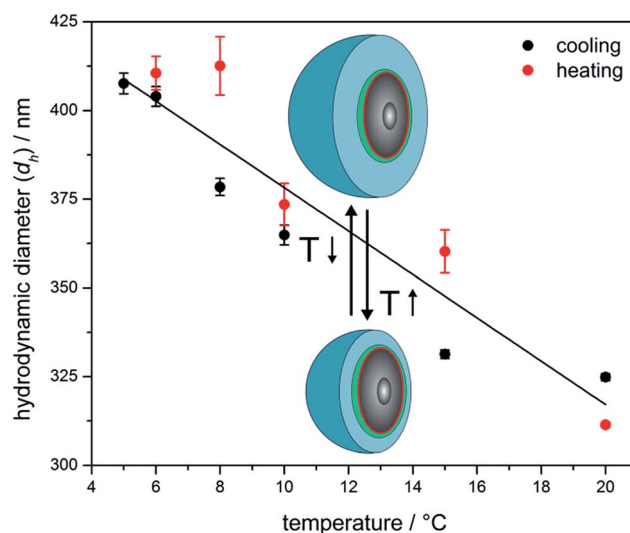 425
400
375
350
325
300
hydrodynamic diameter (d_h) / nm
cooling
heating
T ↓
T ↑
4 6 8 10 12 14 16 18 20
temperature / °C